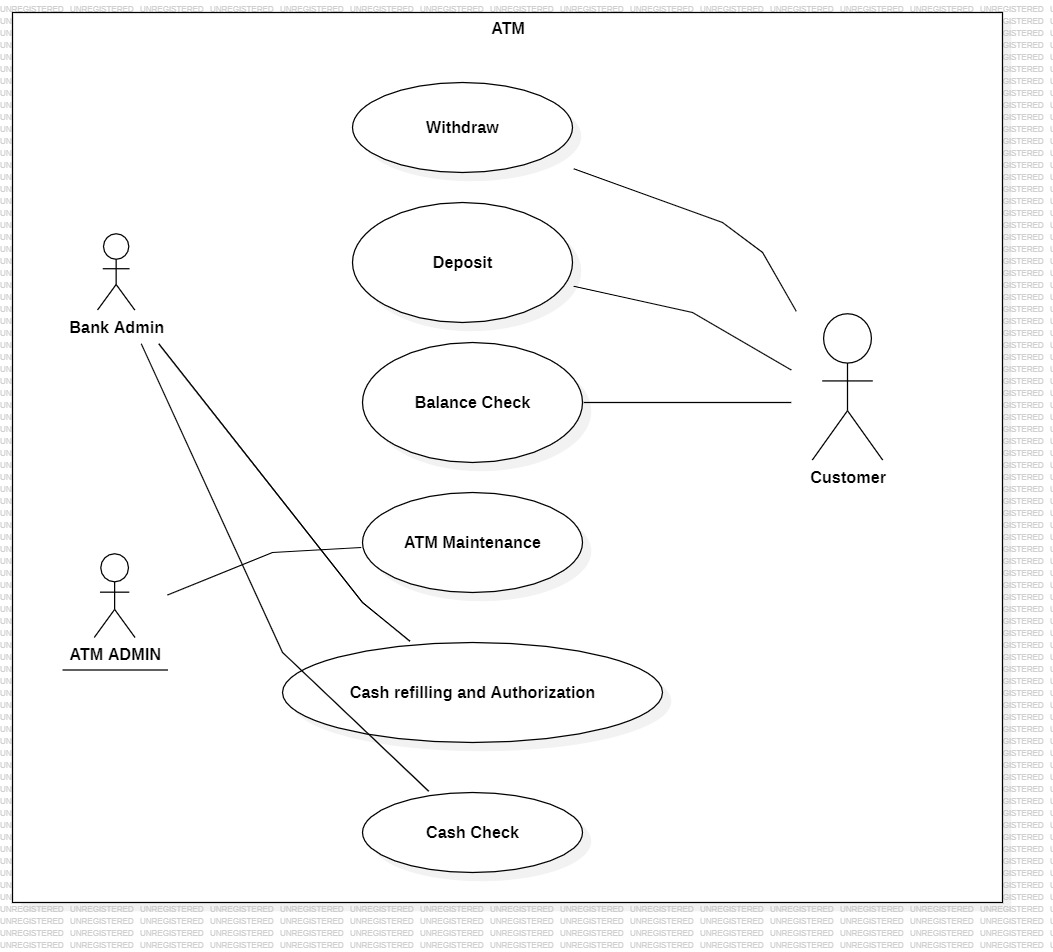 ATM
Withdraw
Deposit
Bank Admin
Balance Check
Customer
ATM Maintenance
ATM ADMIN
Cash refilling and Authorization
Cash Check
UNREGISTERED UNREGISTERED UNREGISTERED UNREGISTERED UNREGISTERED UNREGISTERED UNREGISTERED UNREGISTERED UNREGISTERED UNREGISTERED UNREGISTERED UNREGISTERED UNREGISTERED UNREGISTERED UNREGISTERED